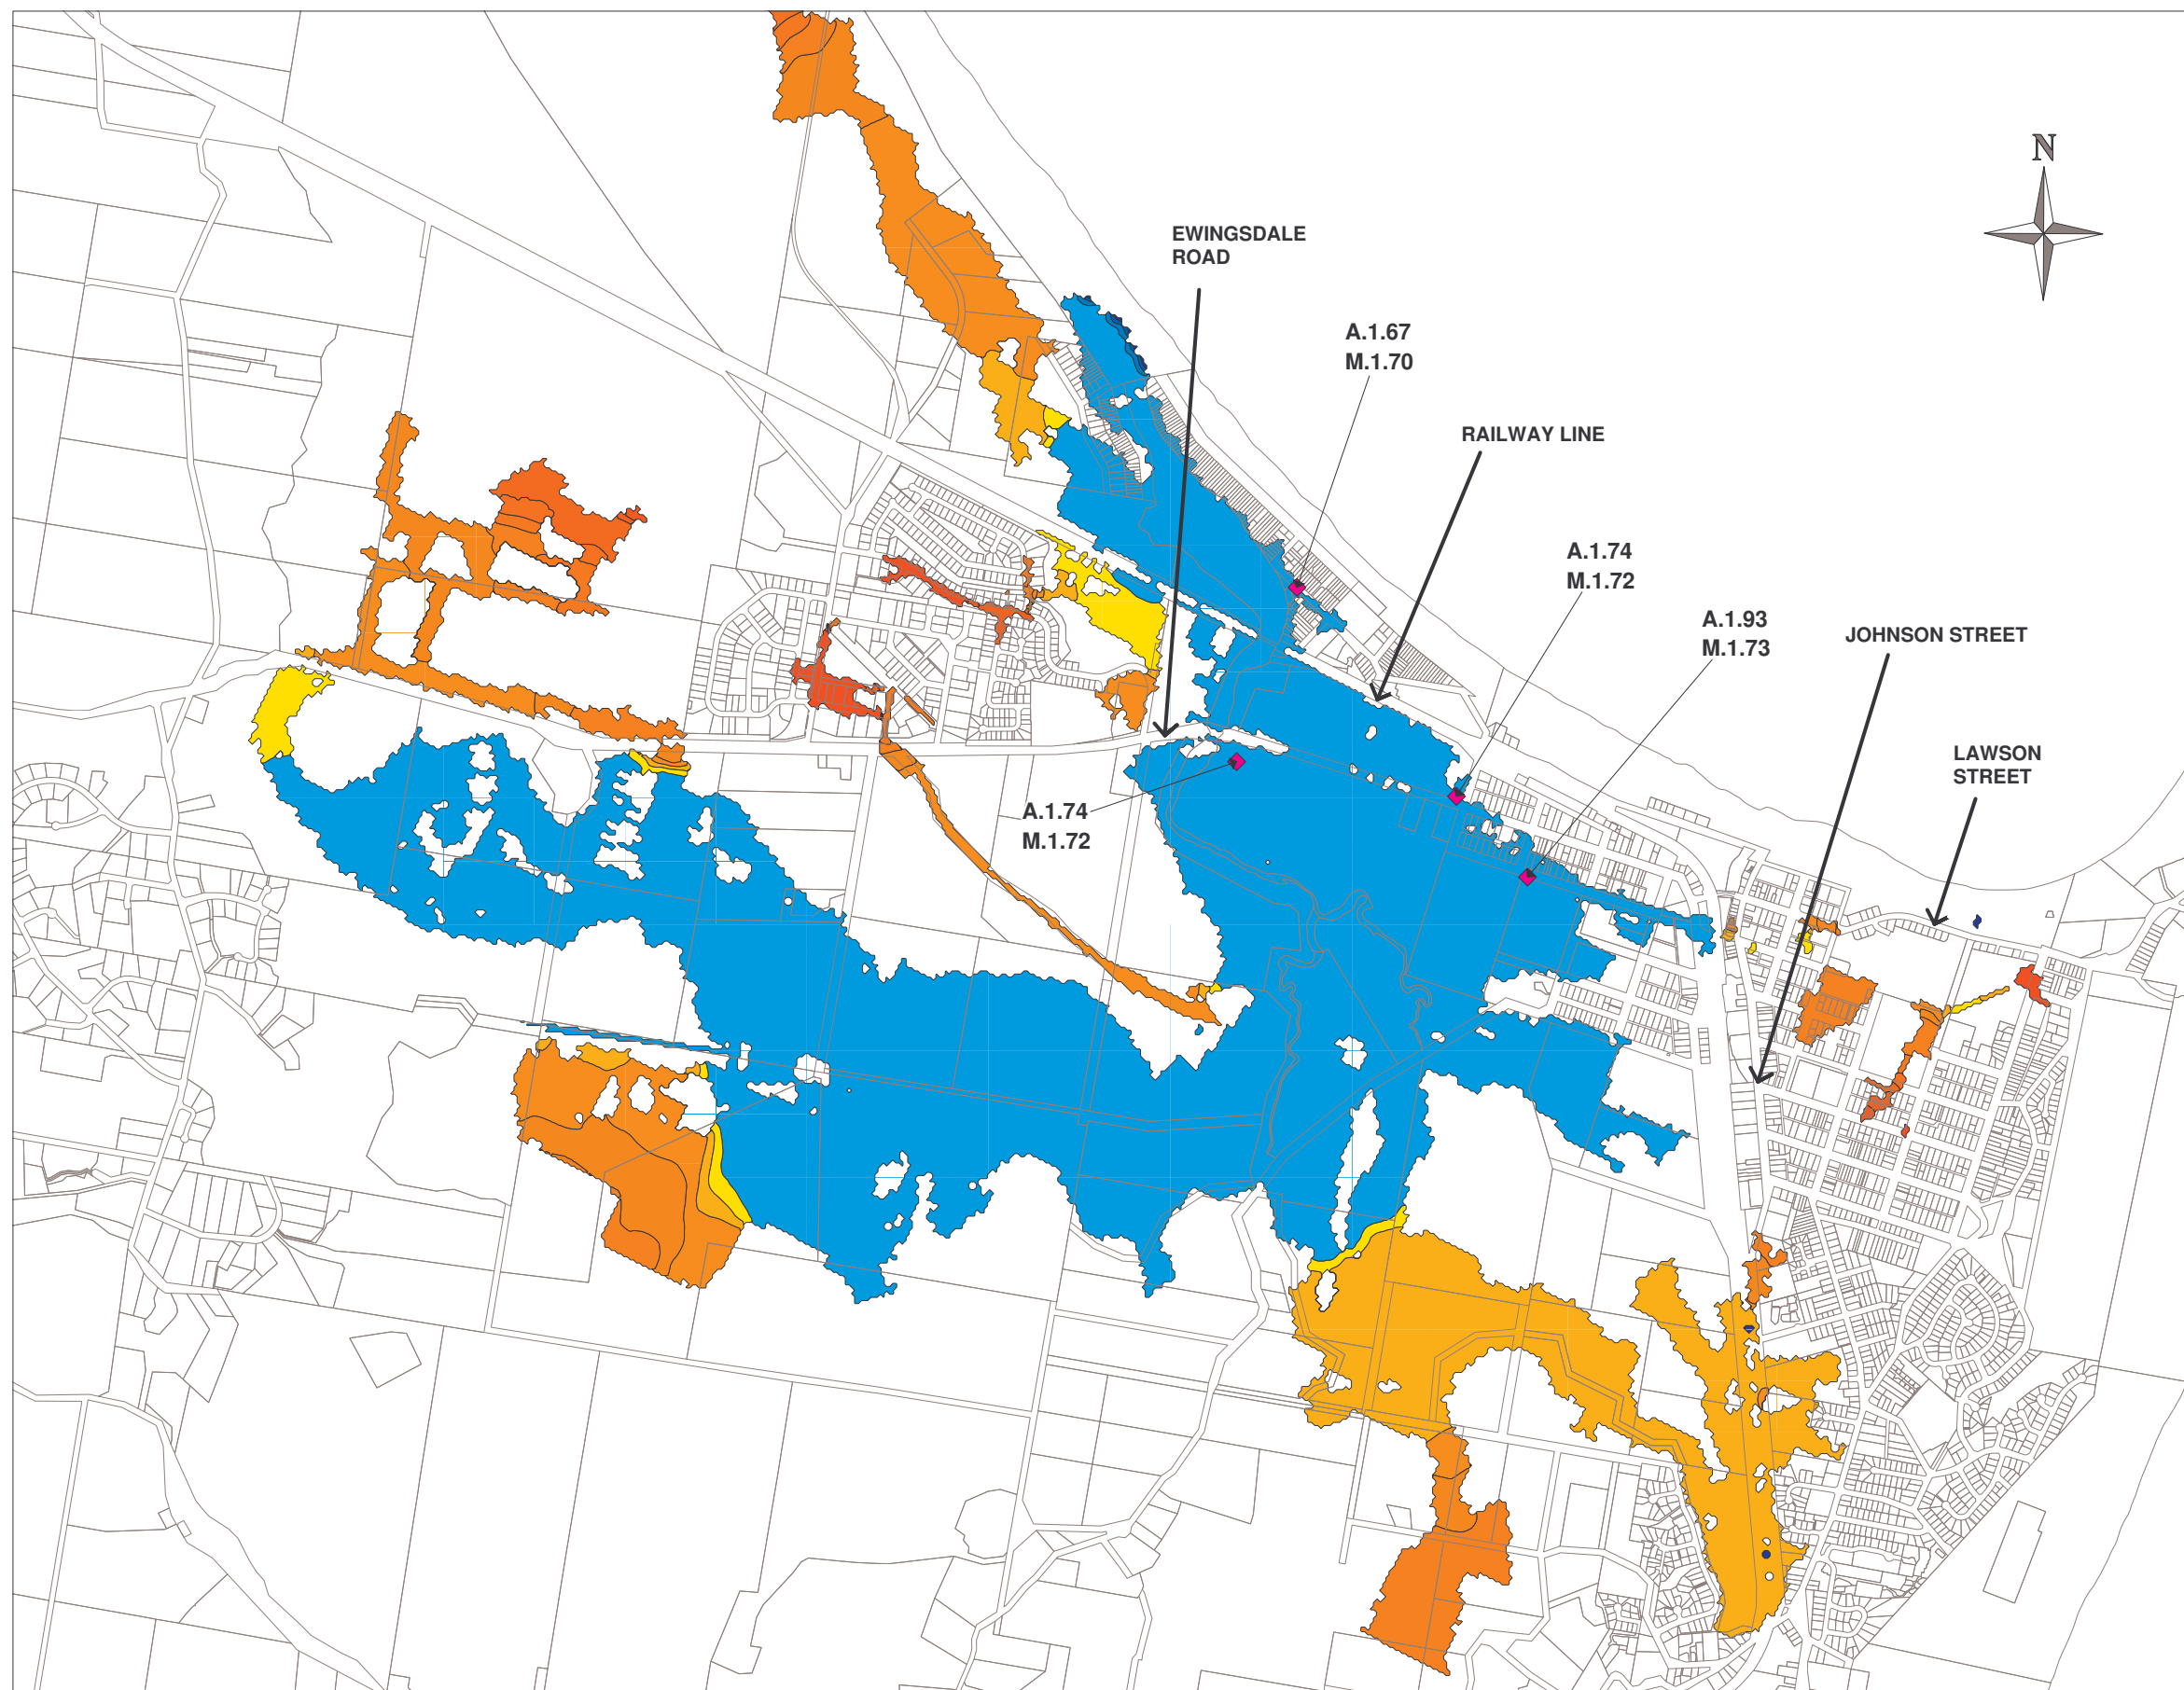 N
EWINGSDALE
ROAD
A.1.67
M.1.70
RAILWAY LINE
A.1.74
M.1.72
A.1.93
M.1.73
JOHNSON STREET
LAWSON
STREET
A.1.74
M.1.72